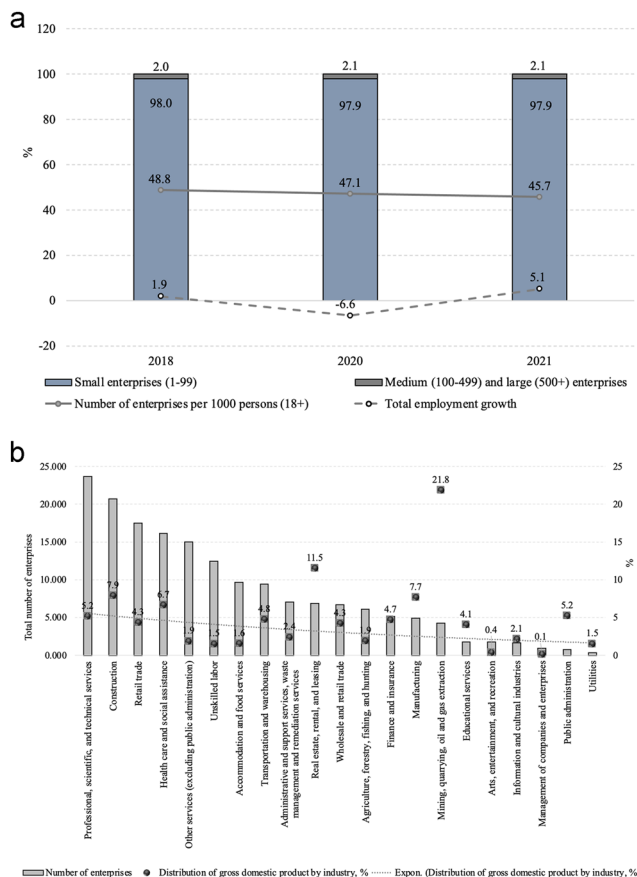 a
120
100
80
60
40
20
0
-20
%
2.0 2.1 2.1
98.0 97.9 97.9
48.8 47.1 45.7
1.9 -6.6 5.1
2018 2020 2021
Small enterprises (1-99) Medium (100-499) and large (500+) enterprises
Number of enterprises per 1000 persons (18+) Total employment growth
b
Total number of enterprises
25.000
20.000
15.000
10.000
5.000
0.000
25
20
15
10
5
0
%
5.2 7.9 4.3 6.7 1.9 1.5 1.6 4.8 2.4 11.5 4.3 1.9 4.7 7.7 21.8 4.1 0.4 2.1 0.1 5.2 1.5
Professional, scientific, and technical services
Construction
Retail trade
Health care and social assistance
Other services (excluding public administration)
Unskilled labor
Accommodation and food services
Transportation and warehousing
Administrative and support services, waste
management and remediation services
Real estate, rental, and leasing
Wholesale and retail trade
Agriculture, forestry, fishing, and hunting
Finance and insurance
Manufacturing
Mining, quarrying, oil and gas extraction
Educational services
Arts, entertainment, and recreation
Information and cultural industries
Management of companies and enterprises
Public administration
Utilities
Number of enterprises Distribution of gross domestic product by industry, % Expon. (Distribution of gross domestic product by industry, %